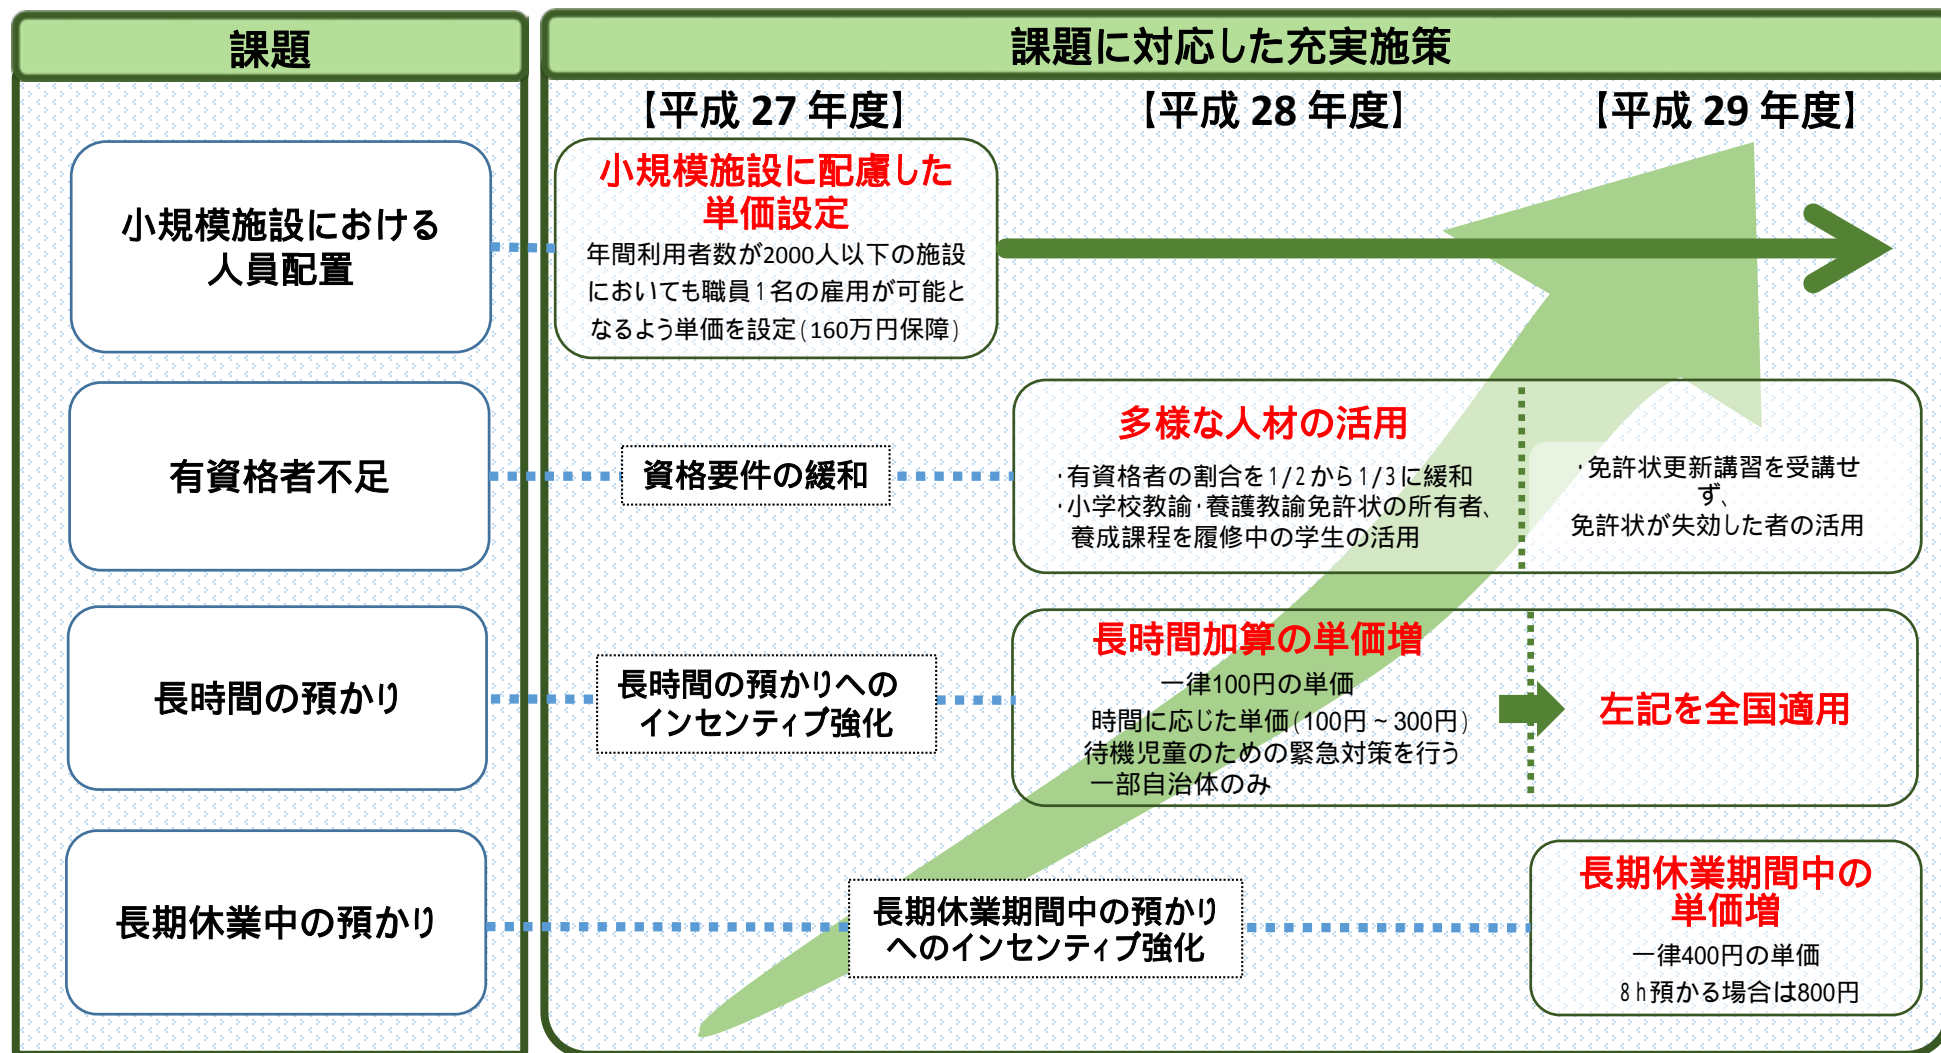 課題
課題に対応した充実施策
【平成 27 年度】
【平成 28 年度】
【平成 29 年度】
小規模施設における
人員配置
小規模施設に配慮した
単価設定
年間利用者数が2000人以下の施設
においても職員1名の雇用が可能と
なるよう単価を設定(160万円保障)
有資格者不足
資格要件の緩和
多様な人材の活用
・有資格者の割合を1/2から1/3に緩和
・小学校教諭・養護教諭免許状の所有者、
養成課程を履修中の学生の活用
・免許状更新講習を受講せ
ず、
免許状が失効した者の活用
長時間の預かり
長時間の預かりへの
インセンティブ強化
長時間加算の単価増
一律100円の単価
時間に応じた単価(100円~300円)
待機児童のための緊急対策を行う
一部自治体のみ
左記を全国適用
長期休業中の預かり
長期休業期間中の預かり
へのインセンティブ強化
長期休業期間中の
単価増
一律400円の単価
8h預かる場合は800円